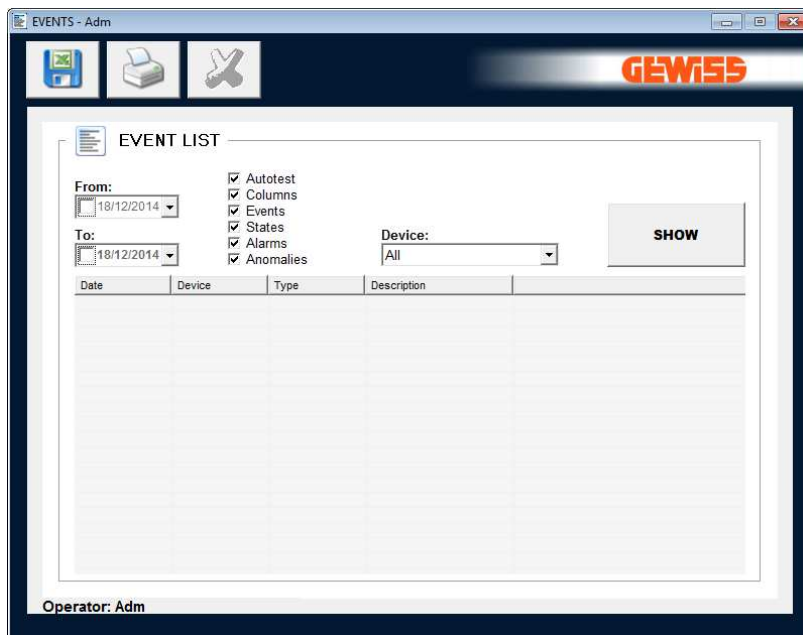 EVENTS - Adm
GEWISS
EVENT LIST
From:
18/12/2014
To:
18/12/2014
Autotest
Columns
Events
States
Alarms
Anomalies
Device:
All
SHOW
Date Device Type Description
Operator: Adm